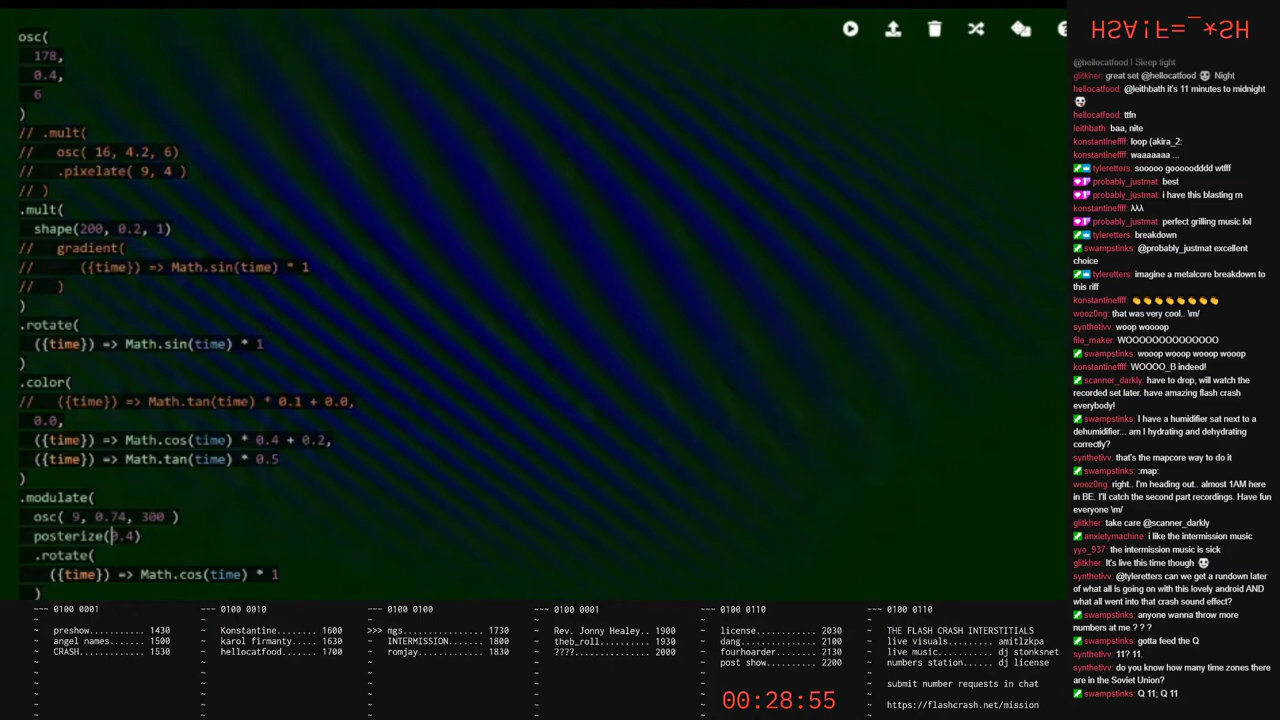 osc(
178,
0.4,
6
)
// .mult(
//   osc( 16, 4.2, 6)
//   .pixelate( 9, 4 )
// )
.mult(
shape(200, 0.2, 1)
//   gradient(
//      ({time}) => Math.sin(time) * 1
//   )
)
.rotate(
({time}) => Math.sin(time) * 1
)
.color(
//   ({time}) => Math.tan(time) * 0.1 + 0.0,
0.0,
({time}) => Math.cos(time) * 0.4 + 0.2,
({time}) => Math.tan(time) * 0.5
)
.modulate(
osc( 9, 0.74, 300 )
posterize(0.4)
.rotate(
({time}) => Math.cos(time) * 1
)
@hellocatfood ! Sleep tight
glitkher: great set @hellocatfood Night
hellocatfood: @leithbath it's 11 minutes to midnight
hellocatfood: ttfn
leithbath: baa, nite
konstantineffff: loop (akira_2:
konstantineffff: waaaaaaa ...
tyleretters: sooooo gooooodddd wtfff
probably_justmat: best
probably_justmat: i have this blasting rn
konstantineffff: λλλ
probably_justmat: perfect grilling music lol
tyleretters: breakdown
swampstinks: @probably_justmat excellent
choice
tyleretters: imagine a metalcore breakdown to
this riff
konstantineffff: 👏👏👏👏👏👏👏👏
wooz0ng: that was very cool.. \m/
synthetivv: woop woooop
file_maker: WOOOOOOOOOOOOOO
swampstinks: wooop wooop wooop wooop
konstantineffff: WOOOO_B indeed!
scanner_darkly: have to drop, will watch the
recorded set later. have amazing flash crash
everybody!
swampstinks: I have a humidifier sat next to a
dehumidifier... am I hydrating and dehydrating
correctly?
synthetivv: that's the mapcore way to do it
swampstinks: :map:
wooz0ng: right.. I'm heading out.. almost 1AM here
in BE. I'll catch the second part recordings. Have fun
everyone \m/
glitkher: take care @scanner_darkly
anxietymachine: i like the intermission music
yyo_937: the intermission music is sick
glitkher: It's live this time though
synthetivv: @tyleretters can we get a rundown later
of what all is going on with this lovely android AND
what all went into that crash sound effect?
swampstinks: anyone wanna throw more
numbers at me ? ? ?
swampstinks: gotta feed the Q
synthetivv: 11? 11.
synthetivv: do you know how many time zones there
are in the Soviet Union?
swampstinks: Q 11; Q 11
~~~ 0100 0001
preshow.......... 1430
angel names...... 1500
CRASH............ 1530
~~~ 0100 0010
Konstantine....... 1600
karol firmanty.... 1630
hellocatfood...... 1700
~~~ 0100 0100
>>> mgs............. 1730
INTERMISSION..... 1800
romjay........... 1830
~~~ 0100 0001
Rev. Jonny Healey.. 1900
theb_roll.......... 1930
????............... 2000
~~~ 0100 0110
license.......... 2030
dang............. 2100
fourhoarder...... 2130
post show........ 2200
00:28:55
~~~ 0100 0110
THE FLASH CRASH INTERSTITIALS
live visuals..... amitlzkpa
live music..... dj stonksnet
numbers station.. dj license
submit number requests in chat
https://flashcrash.net/mission